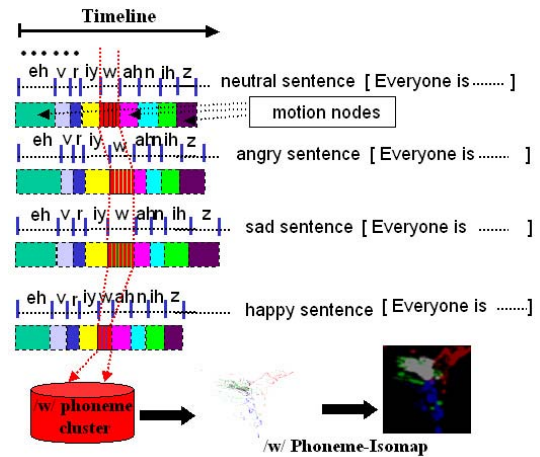 Timeline
eh v r iy w ah n ih z
neutral sentence [ Everyone is ....... ]
motion nodes
eh v r iy w ah n ih z
angry sentence [ Everyone is ....... ]
eh v r iy w ah n ih z
sad sentence [ Everyone is ....... ]
eh v r iy w ah n ih z
happy sentence [ Everyone is .......]
/w/ phoneme
cluster
/w/ Phoneme-Isomap